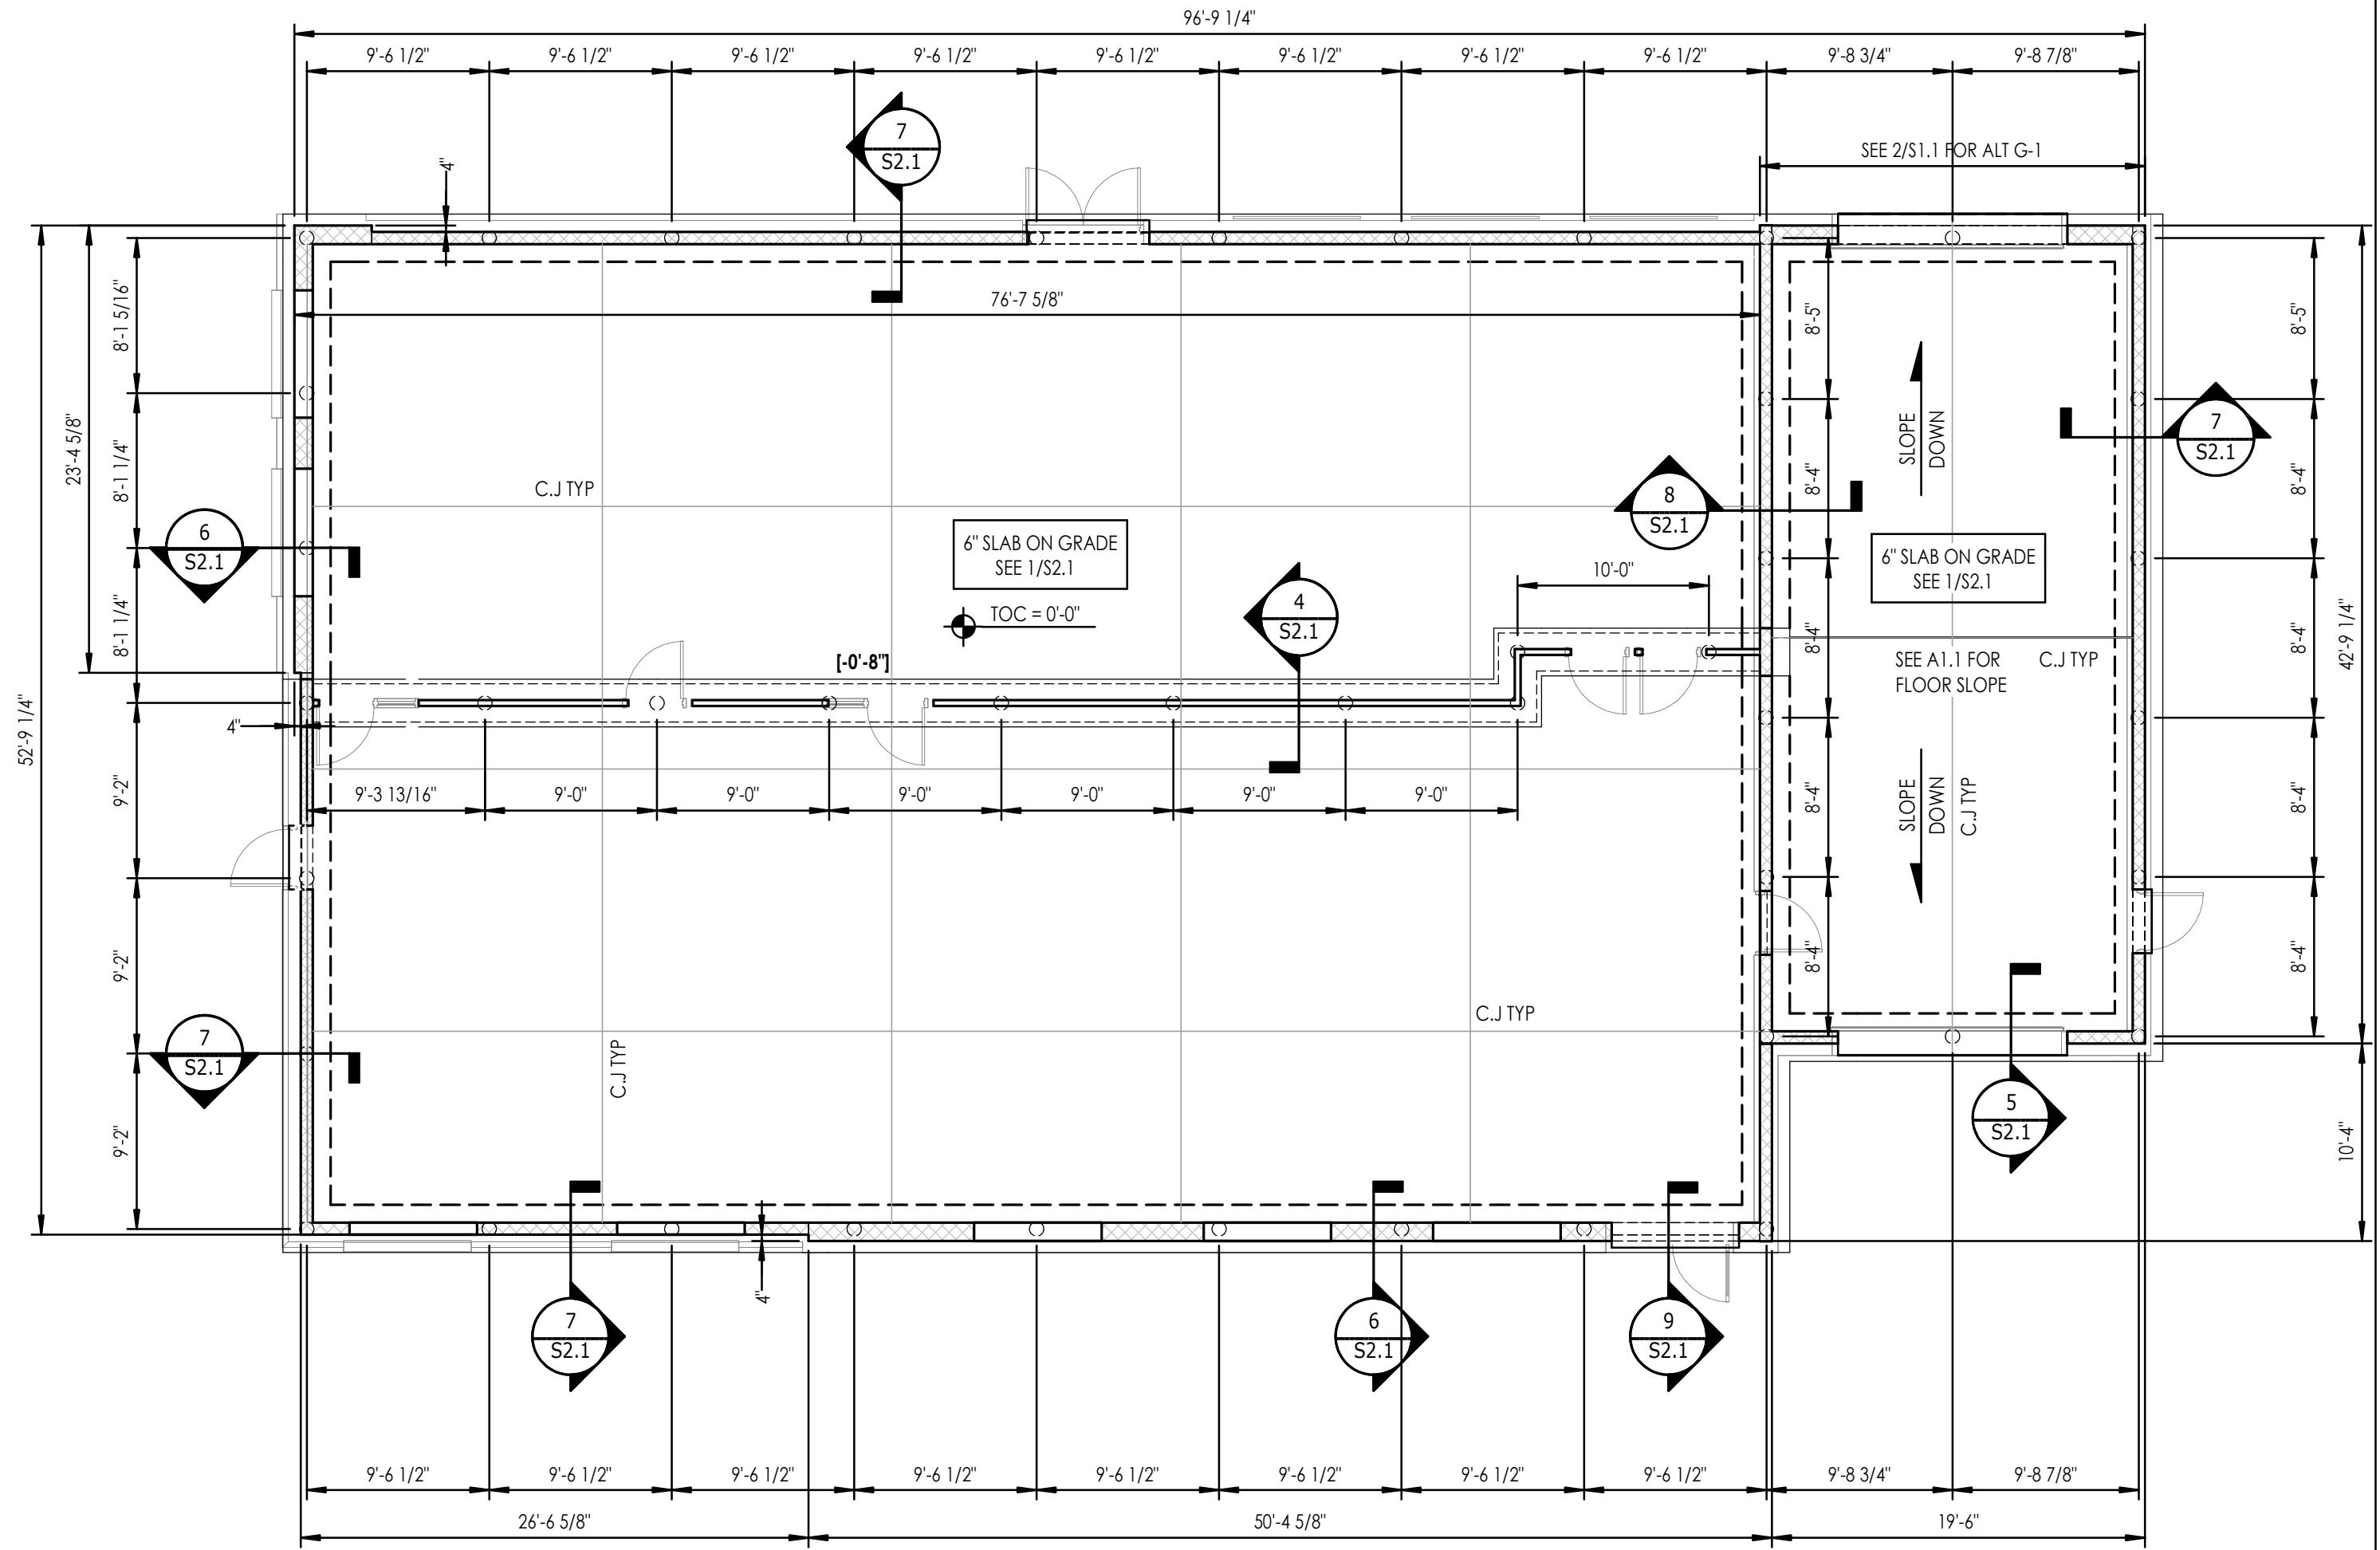 96'-9 1/4"
9'-6 1/2" 9'-6 1/2" 9'-6 1/2" 9'-6 1/2" 9'-6 1/2" 9'-6 1/2" 9'-6 1/2" 9'-6 1/2" 9'-8 3/4" 9'-8 7/8"
7
S2.1
4"
SEE 2/S1.1 FOR ALT G-1
76'-7 5/8"
8'-1 5/16"
8'-5"
8'-5"
23'-4 5/8"
8'-1 1/4"
C.J TYP
SLOPE
DOWN
7
S2.1
8'-4"
8'-4"
8
S2.1
6
S2.1
6" SLAB ON GRADE
SEE 1/S2.1
6" SLAB ON GRADE
SEE 1/S2.1
10'-0"
4
S2.1
TOC = 0'-0"
8'-1 1/4"
[-0'-8"]
8'-4"
8'-4"
SEE A1.1 FOR
FLOOR SLOPE
C.J TYP
42'-9 1/4"
52'-9 1/4"
4"
9'-2"
9'-3 13/16" 9'-0" 9'-0" 9'-0" 9'-0" 9'-0" 9'-0"
8'-4"
SLOPE
DOWN
C.J TYP
8'-4"
9'-2"
8'-4"
8'-4"
C.J TYP
7
S2.1
C.J TYP
9'-2"
5
S2.1
10'-4"
4"
7
S2.1
6
S2.1
9
S2.1
9'-6 1/2" 9'-6 1/2" 9'-6 1/2" 9'-6 1/2" 9'-6 1/2" 9'-6 1/2" 9'-6 1/2" 9'-6 1/2" 9'-8 3/4" 9'-8 7/8"
26'-6 5/8" 50'-4 5/8" 19'-6"